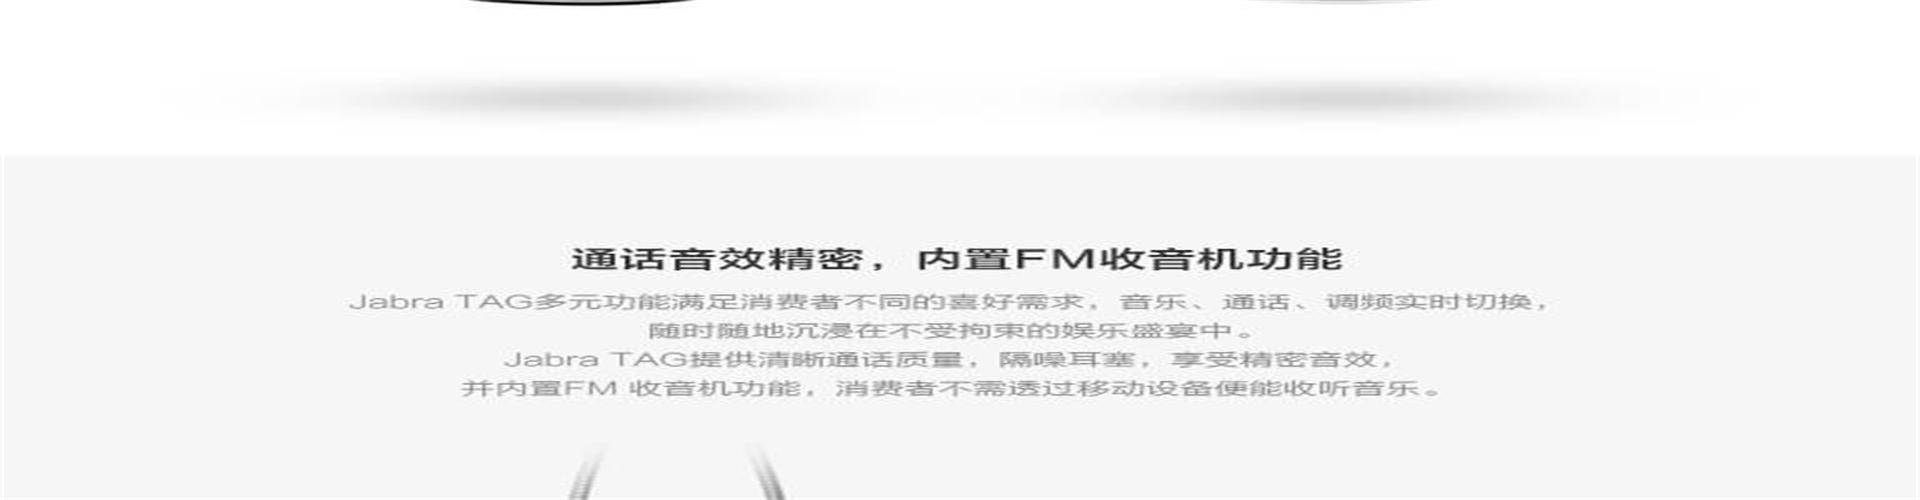 通话音效精密，内置FM收音机功能
Jabra TAG多元功能满足消费者不同的喜好需求，音乐、通话、调频实时切换，
随时随地沉浸在不受拘束的娱乐盛宴中。
Jabra TAG提供清晰通话质量，隔噪耳塞，享受精密音效，
并内置FM 收音机功能，消费者不需透过移动设备便能收听音乐。